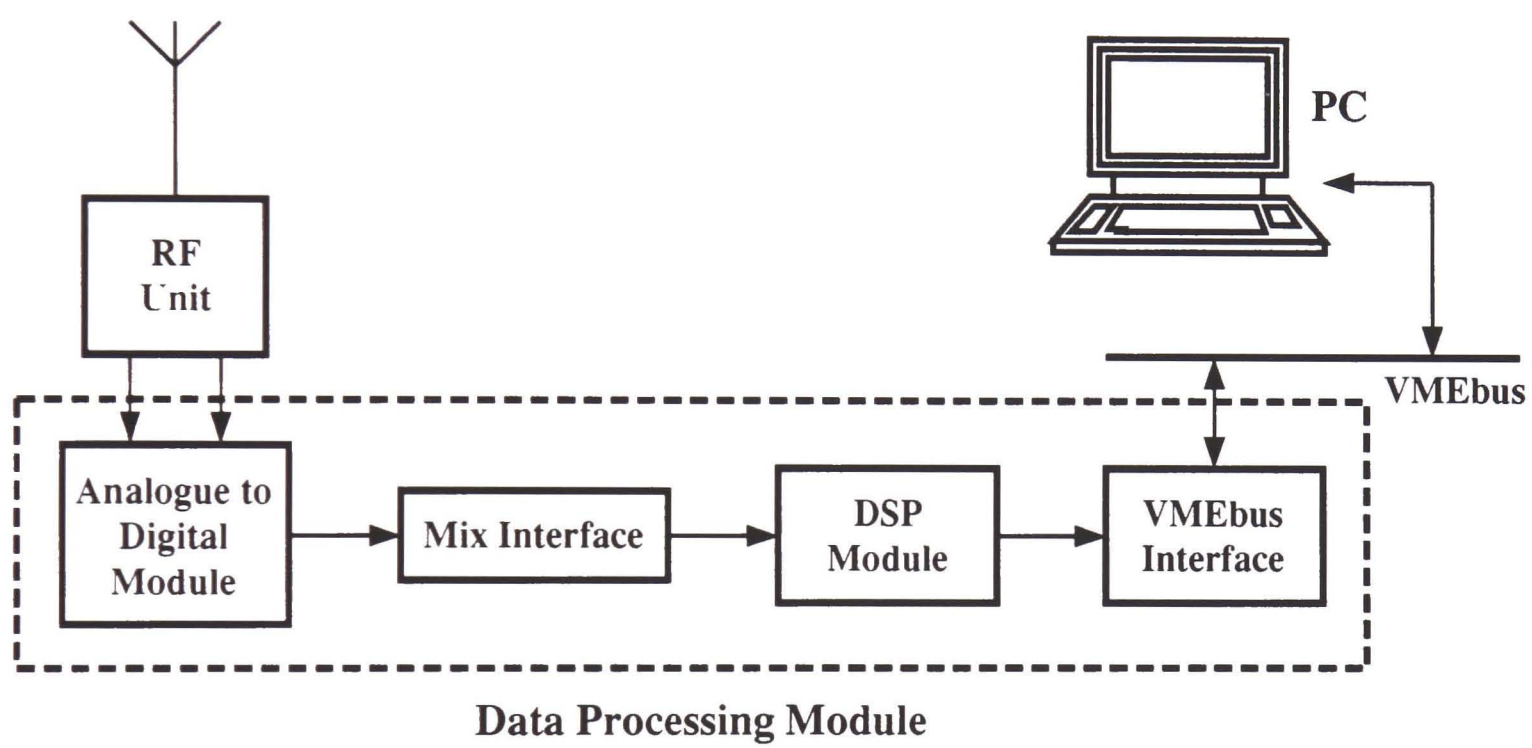 PC
RF
Unit
VMEbus
Analogue to
Digital
Module
Mix Interface
DSP
Module
VMEbus
Interface
Data Processing Module